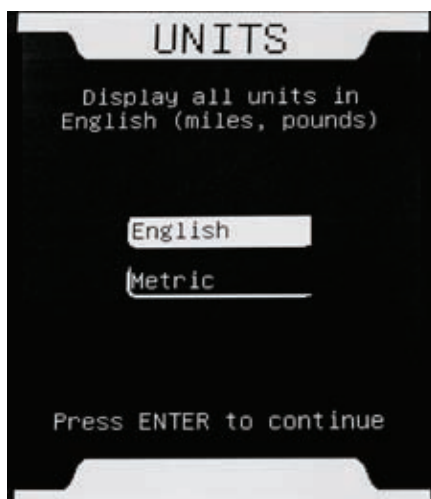 UNITS
Display all units in
English (miles, pounds)
English
Metric
Press ENTER to continue